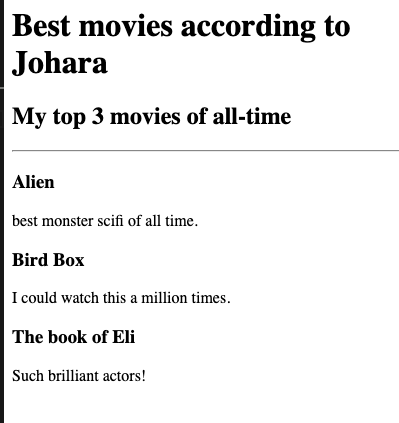 Best movies according to
Johara
My top 3 movies of all-time
Alien
best monster scifi of all time.
Bird Box
I could watch this a million times.
The book of Eli
Such brilliant actors!